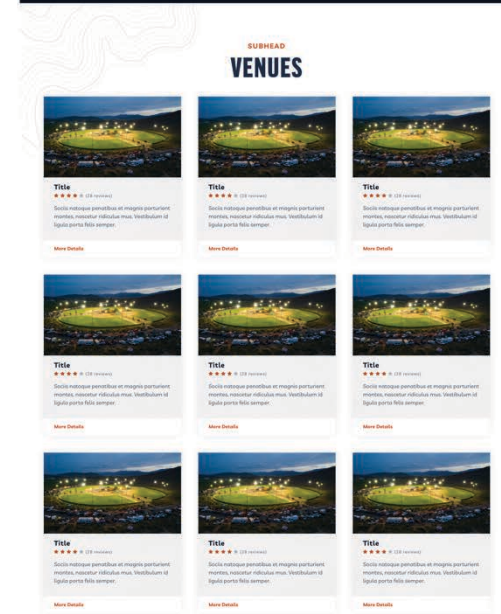 SUBHEAD
VENUES
Title
(28 reviews)
Sociis natoque penatibus et magnis parturient
montes, nascetur ridiculus mus. Vestibulum id
ligula porta felis semper.
More Details
Title
(28 reviews)
Sociis natoque penatibus et magnis parturient
montes, nascetur ridiculus mus. Vestibulum id
ligula porta felis semper.
More Details
Title
(28 reviews)
Sociis natoque penatibus et magnis parturient
montes, nascetur ridiculus mus. Vestibulum id
ligula porta felis semper.
More Details
Title
(28 reviews)
Sociis natoque penatibus et magnis parturient
montes, nascetur ridiculus mus. Vestibulum id
ligula porta felis semper.
More Details
Title
(28 reviews)
Sociis natoque penatibus et magnis parturient
montes, nascetur ridiculus mus. Vestibulum id
ligula porta felis semper.
More Details
Title
(28 reviews)
Sociis natoque penatibus et magnis parturient
montes, nascetur ridiculus mus. Vestibulum id
ligula porta felis semper.
More Details
Title
(28 reviews)
Sociis natoque penatibus et magnis parturient
montes, nascetur ridiculus mus. Vestibulum id
ligula porta felis semper.
More Details
Title
(28 reviews)
Sociis natoque penatibus et magnis parturient
montes, nascetur ridiculus mus. Vestibulum id
ligula porta felis semper.
More Details
Title
(28 reviews)
Sociis natoque penatibus et magnis parturient
montes, nascetur ridiculus mus. Vestibulum id
ligula porta felis semper.
More Details